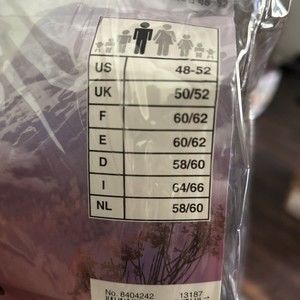 US 48-52
UK 50/52
F 60/62
E 60/62
D 58/60
I 64/66
NL 58/60
No. 8404242 13187